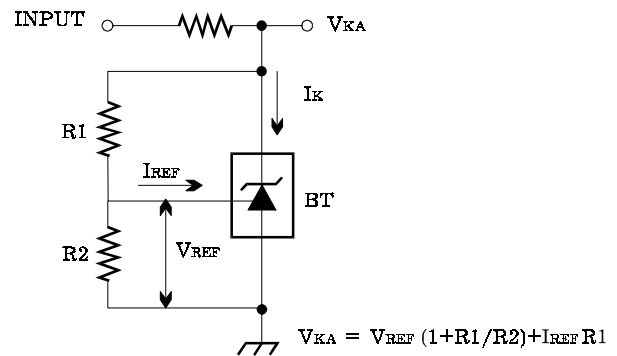 INPUT
VKA
IK
R1
IREF
BT
VREF
R2
VKA = VREF (1+R1/R2)+IREF R1